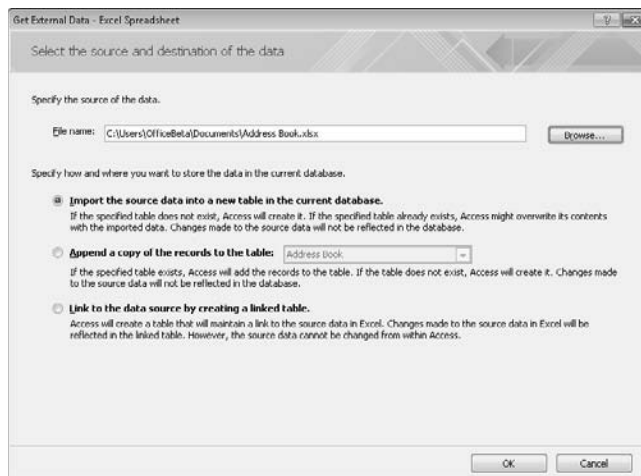 Get External Data - Excel Spreadsheet
Select the source and destination of the data
Specify the source of the data.
File name: C:\Users\OfficeBeta\Documents\Address Book.xlsx Browse...
Specify how and where you want to store the data in the current database.
Import the source data into a new table in the current database.
If the specified table does not exist, Access will create it. If the specified table already exists, Access might overwrite its contents
with the imported data. Changes made to the source data will not be reflected in the database.
Append a copy of the records to the table: Address Book
If the specified table exists, Access will add the records to the table. If the table does not exist, Access will create it. Changes made
to the source data will not be reflected in the database.
Link to the data source by creating a linked table.
Access will create a table that will maintain a link to the source data in Excel. Changes made to the source data in Excel will be
reflected in the linked table. However, the source data cannot be changed from within Access.
OK Cancel